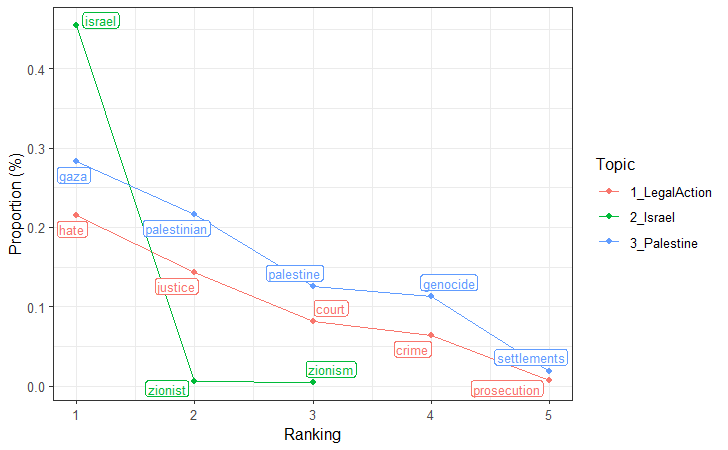 israel
0.4
0.3
gaza
Topic
1_LegalAction
hate
palestinian
0.2
2_Israel
3_Palestine
Proportion (%)
palestine
genocide
justice
court
0.1
crime
zionism
settlements
0.0
zionist
prosecution
1 2 3 4 5
Ranking